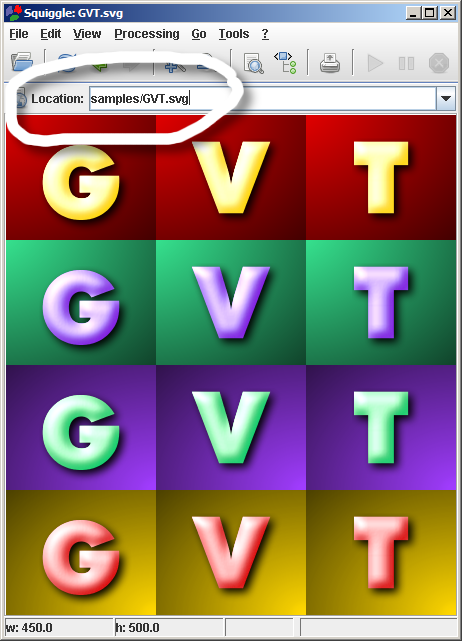 Squiggle: GVT.svg
File Edit View Processing Go Tools ?
Location: samples/GVT.svg
G V T
G V T
G V T
G V T
w: 450.0 h: 500.0